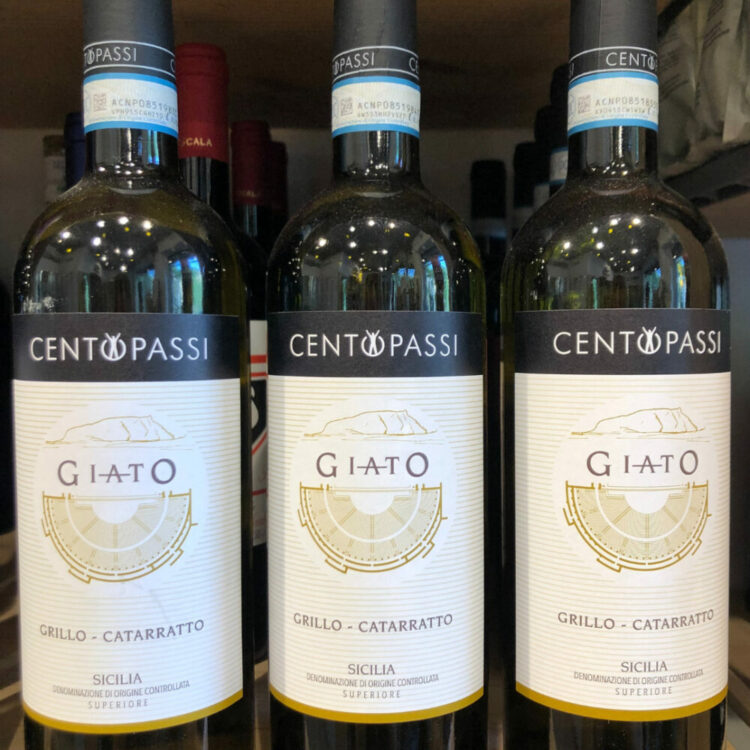 CENTOPASSI
CENTOPASSI
CENTOPASSI
SCALA
CENTOPASSI
GIATO
GRILLO - CATARRATTO
SICILIA
DENOMINAZIONE DI ORIGINE CONTROLLATA
SUPERIORE
CENTOPASSI
GIATO
GRILLO - CATARRATTO
SICILIA
DENOMINAZIONE DI ORIGINE CONTROLLATA
SUPERIORE
CENTOPASSI
GIATO
GRILLO - CATARRATTO
SICILIA
DENOMINAZIONE DI ORIGINE CONTROLLATA
SUPERIORE